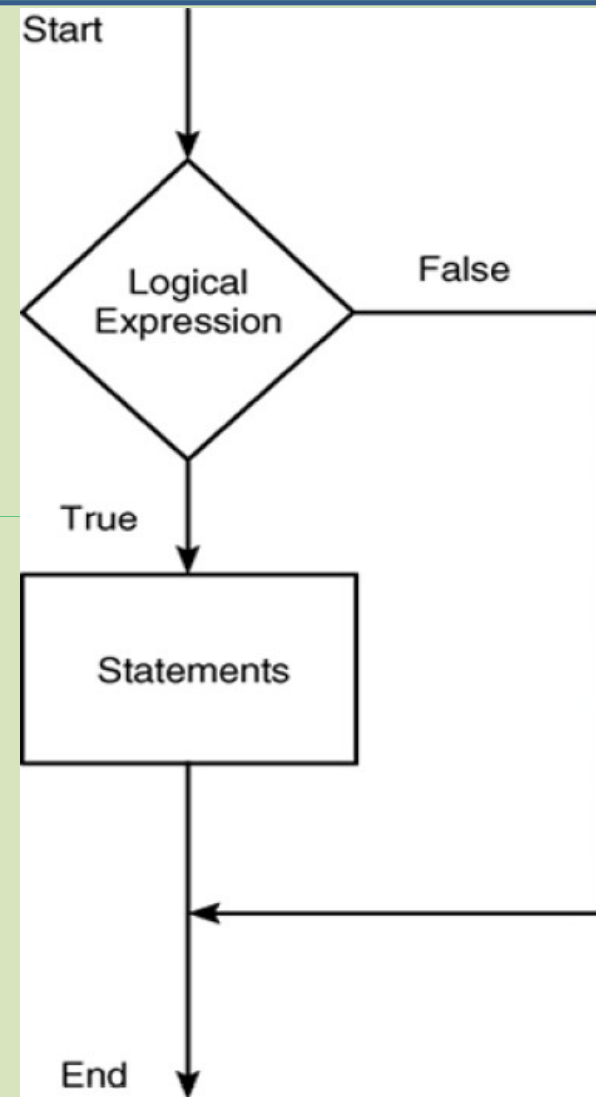 Start
Logical
Expression
False
True
Statements
End